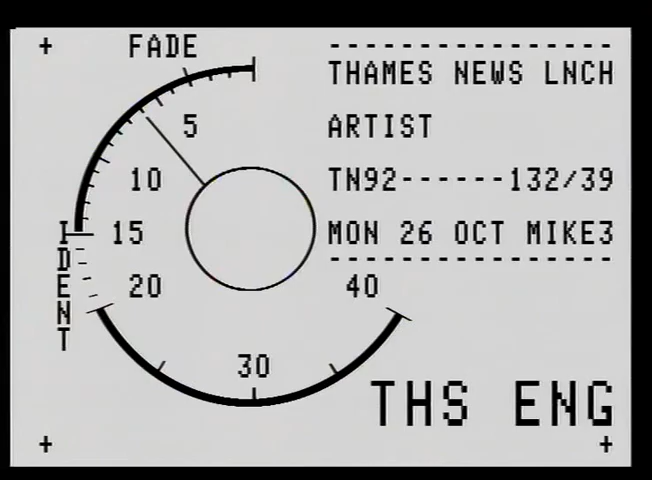 FADE
THAMES NEWS LNCH
ARTIST
TN92------132/39
MON 26 OCT MIKE3
5
10
15
20
30
40
IDENT
THS ENG